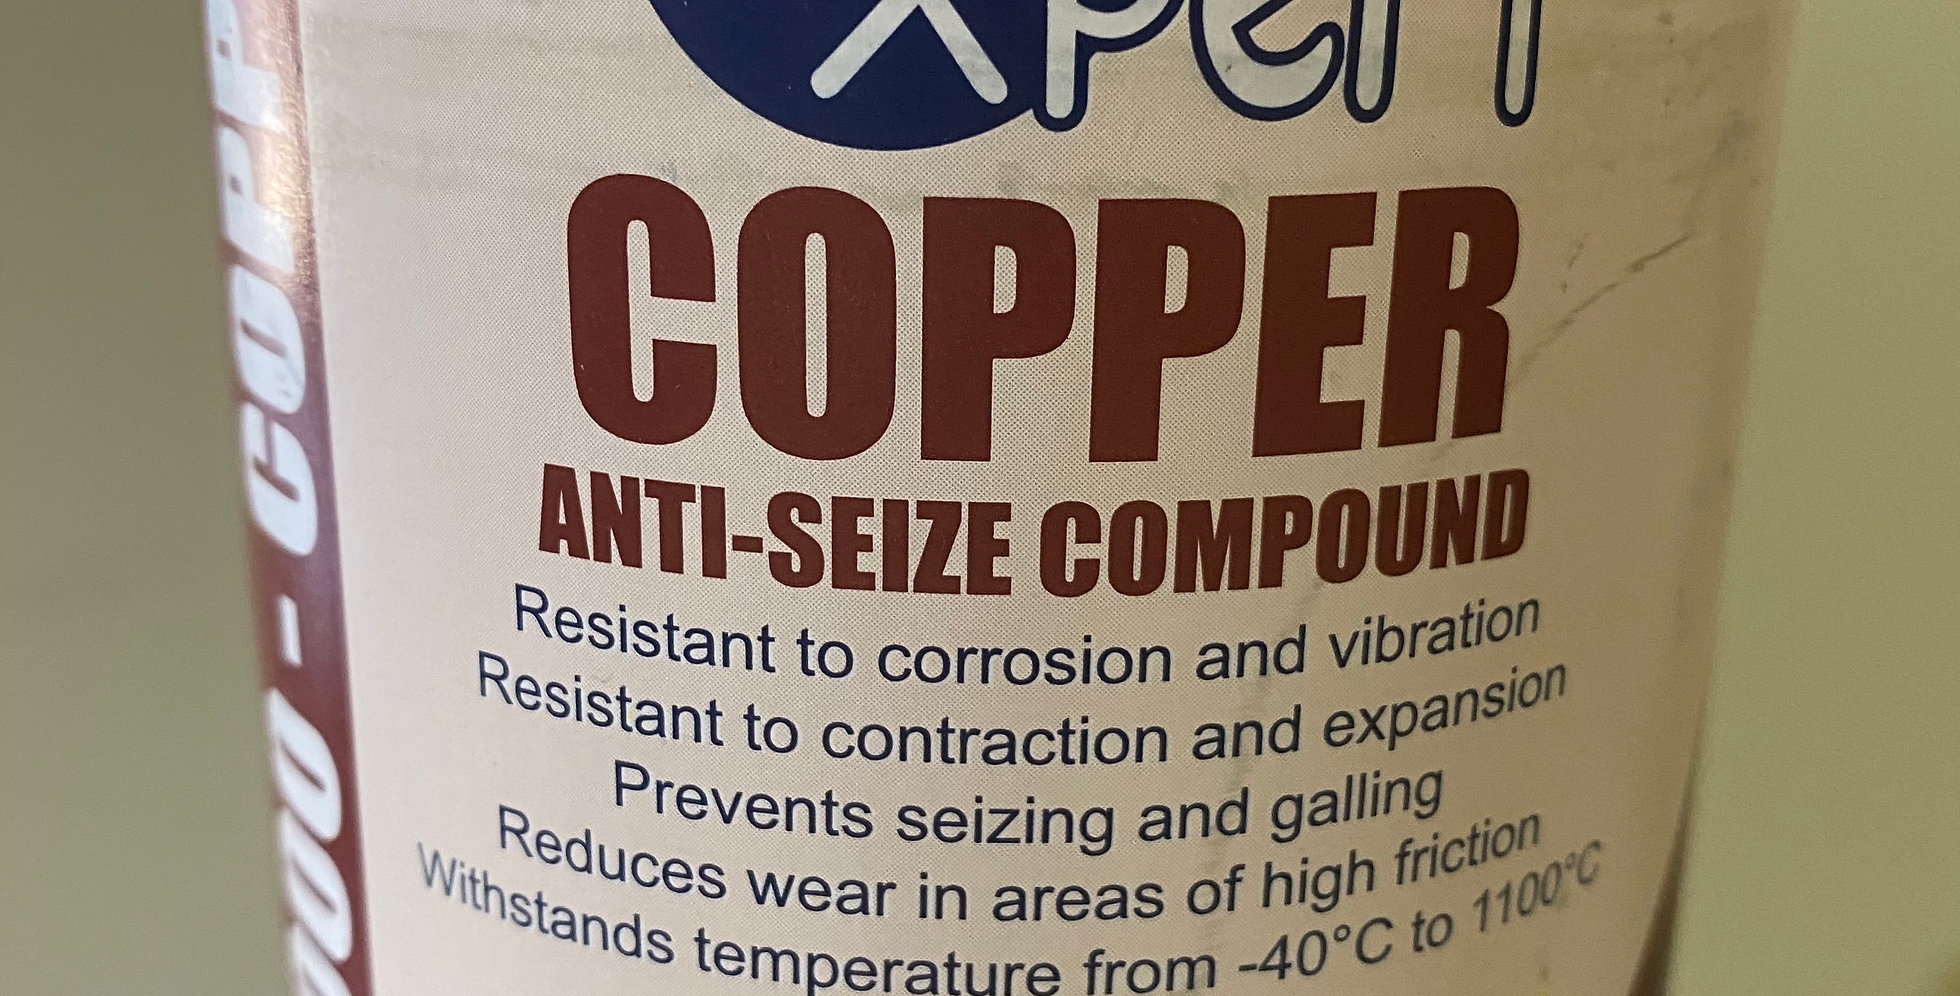 xpert
COPPER
ANTI-SEIZE COMPOUND
Resistant to corrosion and vibration
Resistant to contraction and expansion
Prevents seizing and galling
Reduces wear in areas of high friction
Withstands temperature from -40°C to 1100°C